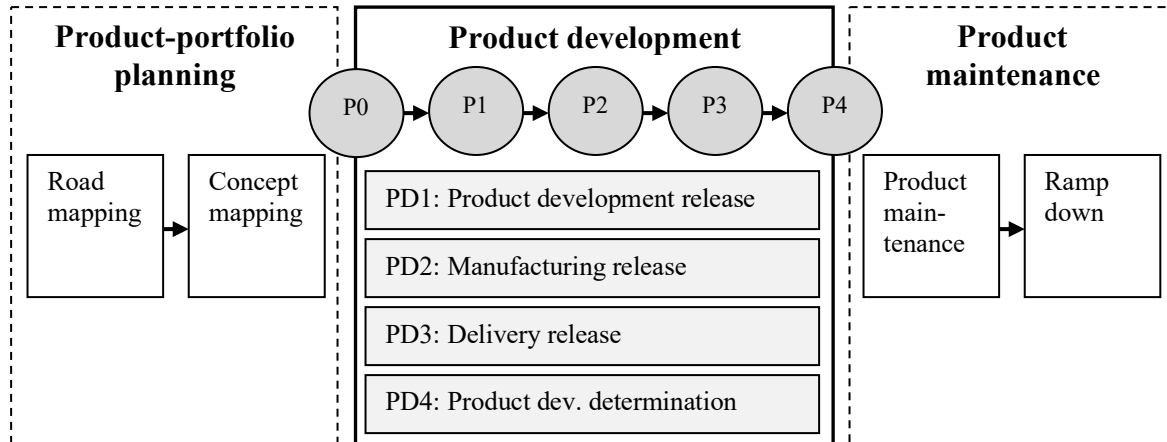 Product-portfolio
planning
Product development
Product
maintenance
P0
P1
P2
P3
P4
Road
mapping
Concept
mapping
PD1: Product development release
PD2: Manufacturing release
PD3: Delivery release
PD4: Product dev. determination
Product
main-
tenance
Ramp
down